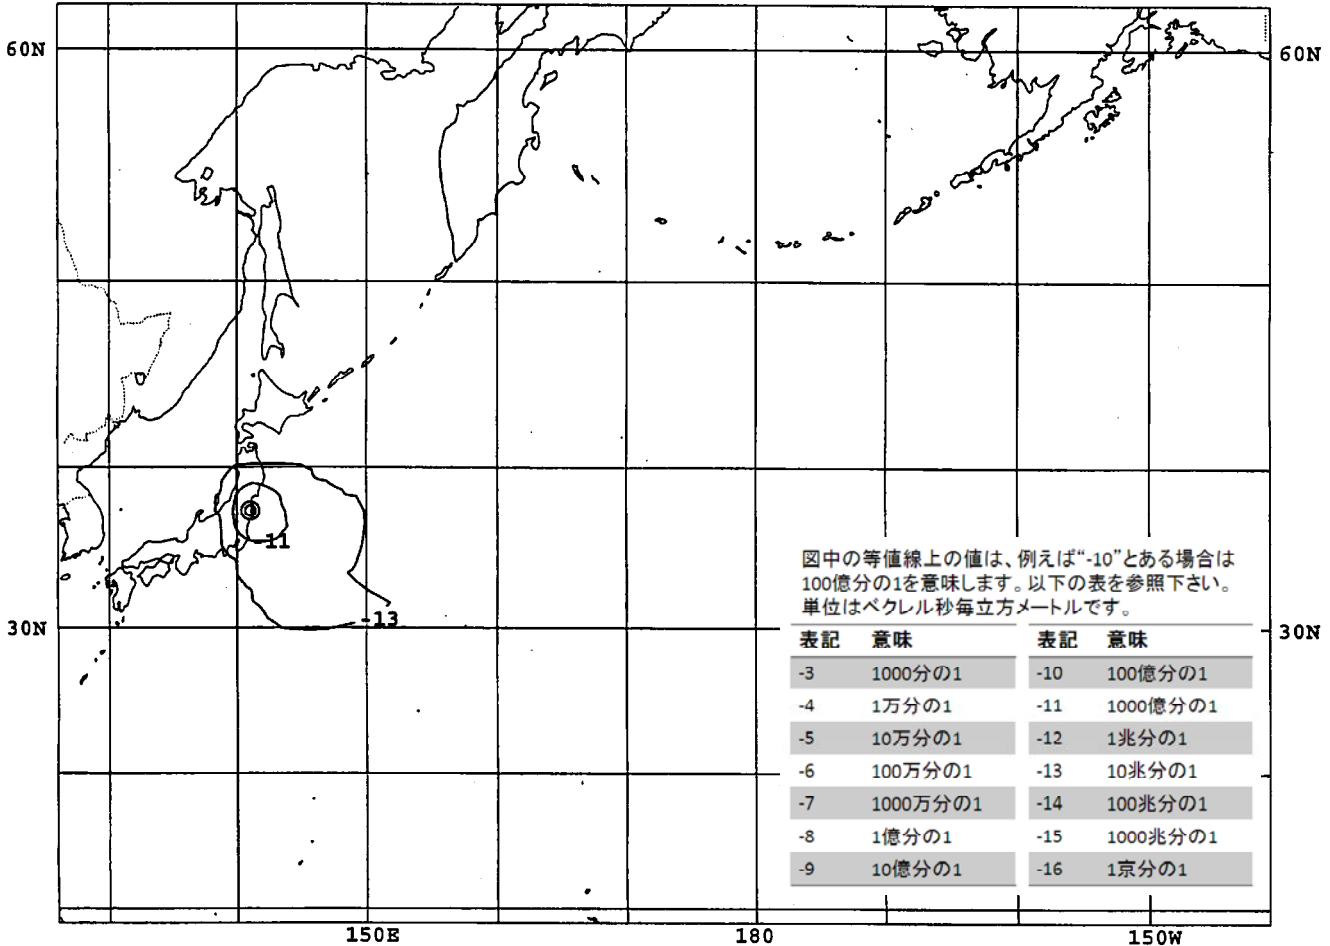 60N
60N
-11
-13
30N
30N
図中の等値線上の値は、例えば“-10”とある場合は
100億分の1を意味します。以下の表を参照下さい。
単位はベクレル秒毎立方メートルです。
表記 意味 表記 意味
-3 1000分の1 -10 100億分の1
-4 1万分の1 -11 1000億分の1
-5 10万分の1 -12 1兆分の1
-6 100万分の1 -13 10兆分の1
-7 1000万分の1 -14 100兆分の1
-8 1億分の1 -15 1000兆分の1
-9 10億分の1 -16 1京分の1
150E 180 150W